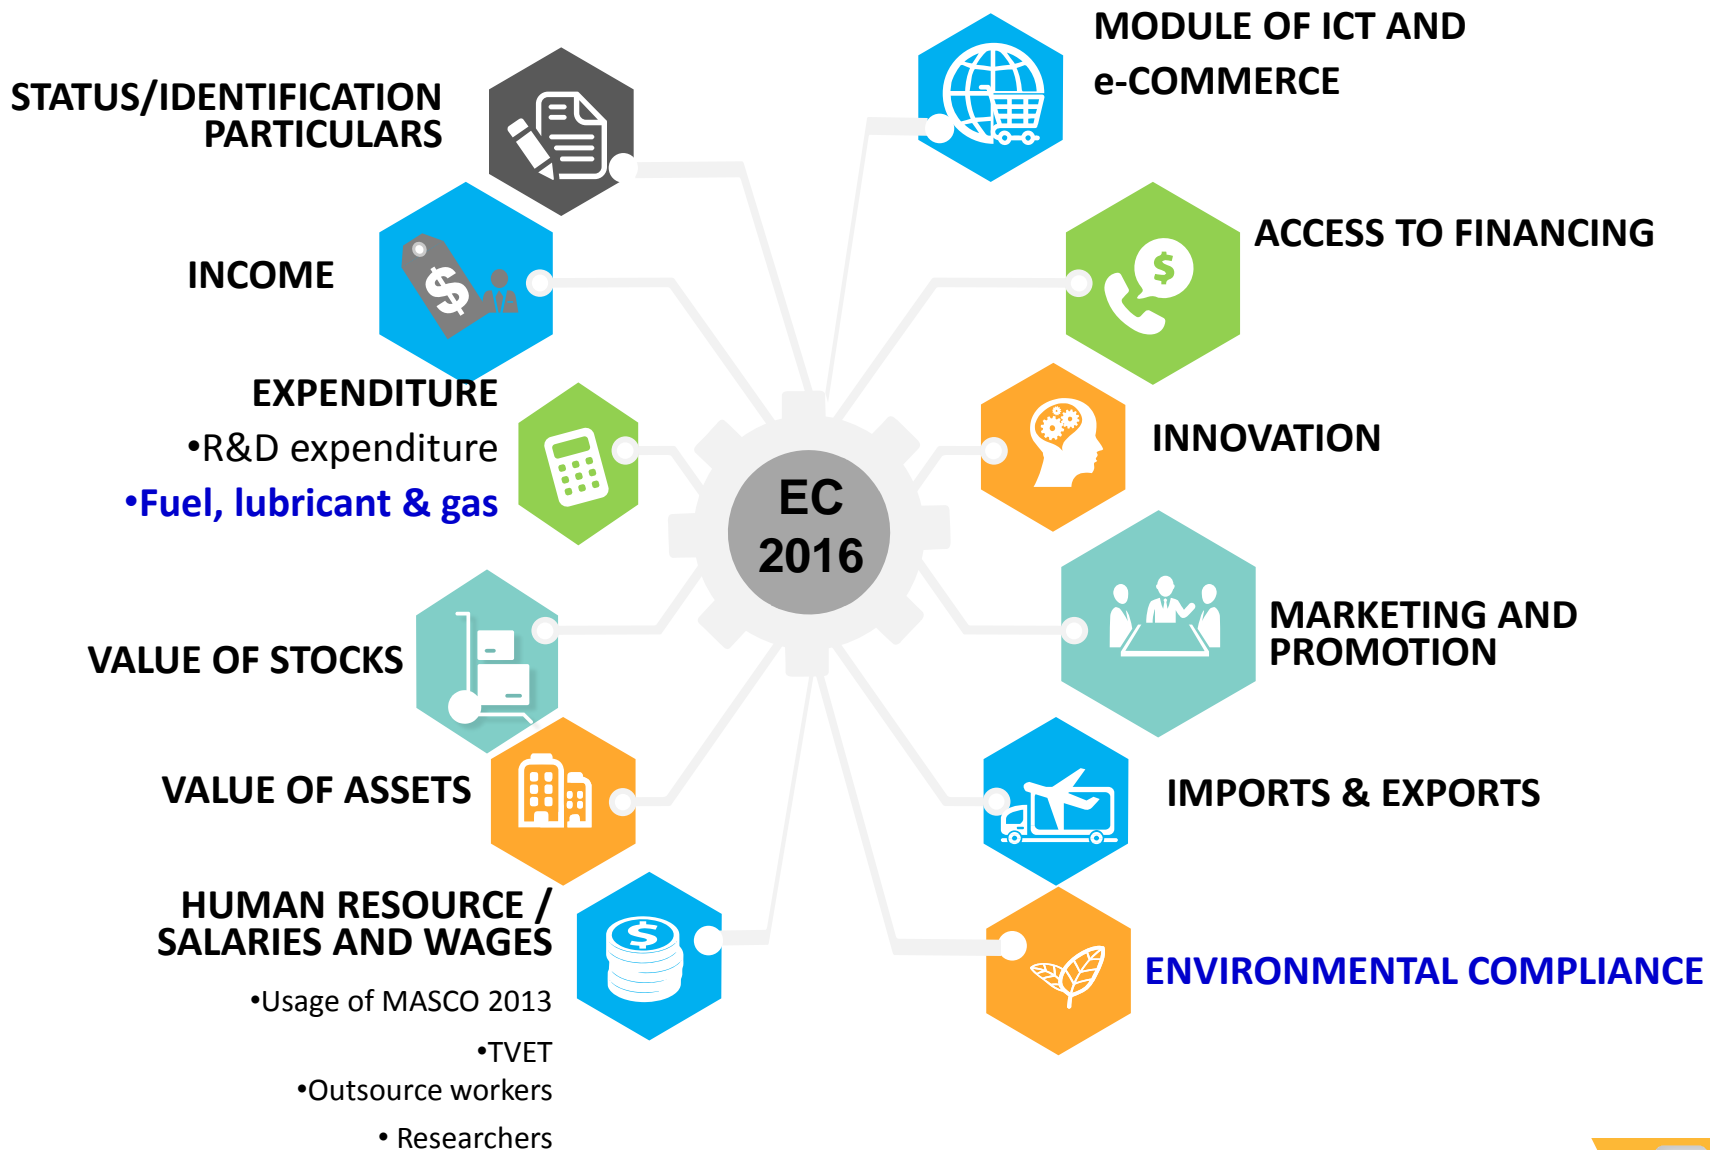 STATUS/IDENTIFICATION
PARTICULARS
INCOME
EXPENDITURE
•R&D expenditure
•Fuel, lubricant & gas
VALUE OF STOCKS
VALUE OF ASSETS
HUMAN RESOURCE /
SALARIES AND WAGES
•Usage of MASCO 2013
•TVET
•Outsource workers
• Researchers
EC
2016
MODULE OF ICT AND
e-COMMERCE
ACCESS TO FINANCING
INNOVATION
MARKETING AND
PROMOTION
IMPORTS & EXPORTS
ENVIRONMENTAL COMPLIANCE